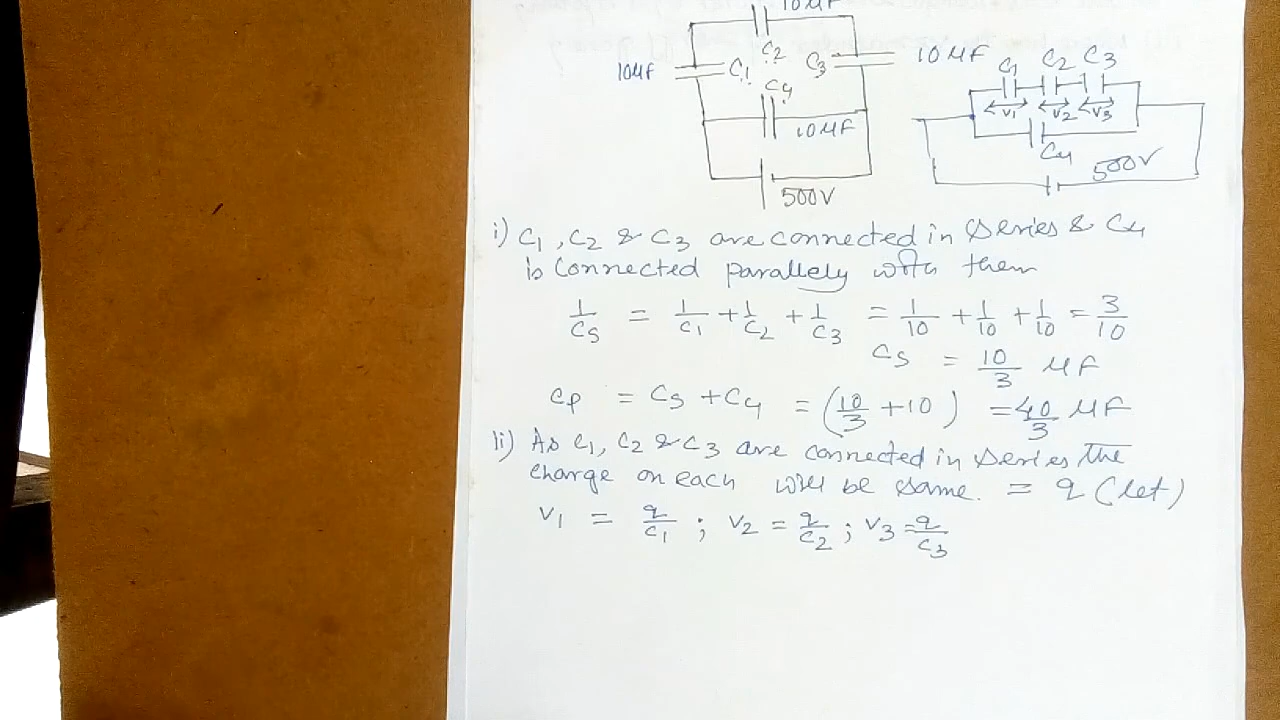 10μF
C2
10μF C1 C3 10μF
C4
10μF
500V
C1 C2 C3
V1 V2 V3
C4
500V
i) C1, C2 & C3 are connected in series & C4
is connected parallely with them
1/CS = 1/C1 + 1/C2 + 1/C3 = 1/10 + 1/10 + 1/10 = 3/10
CS = 10/3 μF
CP = CS + C4 = (10/3 + 10) = 40/3 μF
ii) As C1, C2 & C3 are connected in series the
charge on each will be same. = q (let)
V1 = q/C1 ; V2 = q/C2 ; V3 = q/C3